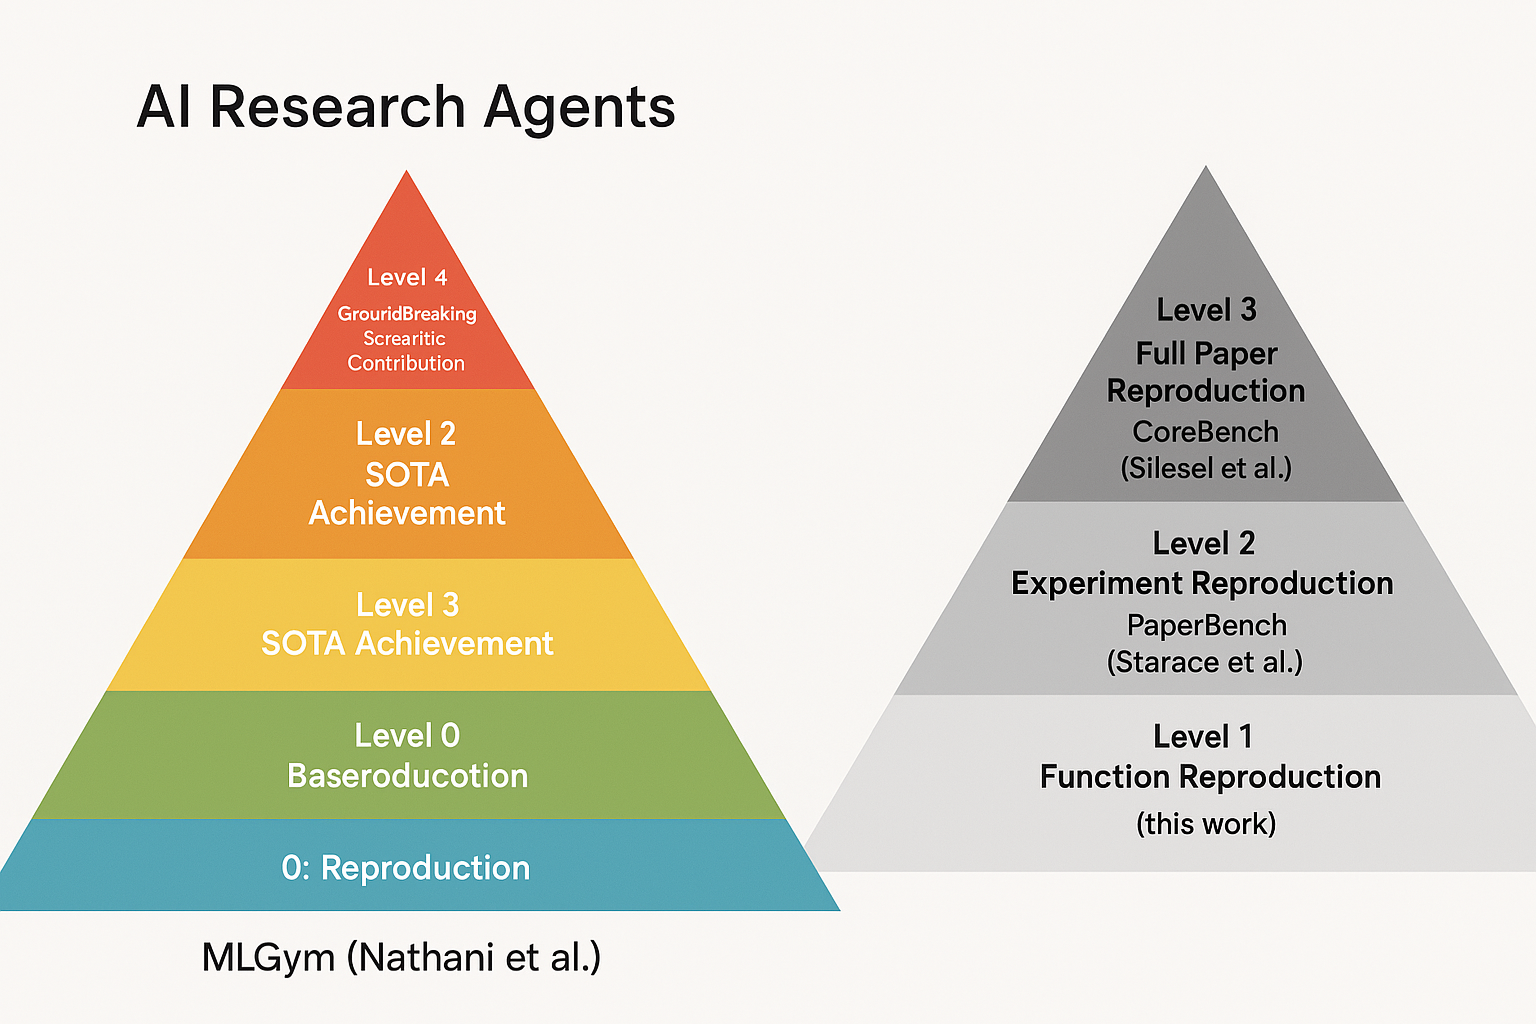 AI Research Agents
Level 4
GrouridBreaking
Screaritic
Contribution
Level 2
SOTA
Achievement
Level 3
SOTA Achievement
Level 0
Baseroducotion
0: Reproduction
MLGym (Nathani et al.)
Level 3
Full Paper
Reproduction
CoreBench
(Silesel et al.)
Level 2
Experiment Reproduction
PaperBench
(Starace et al.)
Level 1
Function Reproduction
(this work)